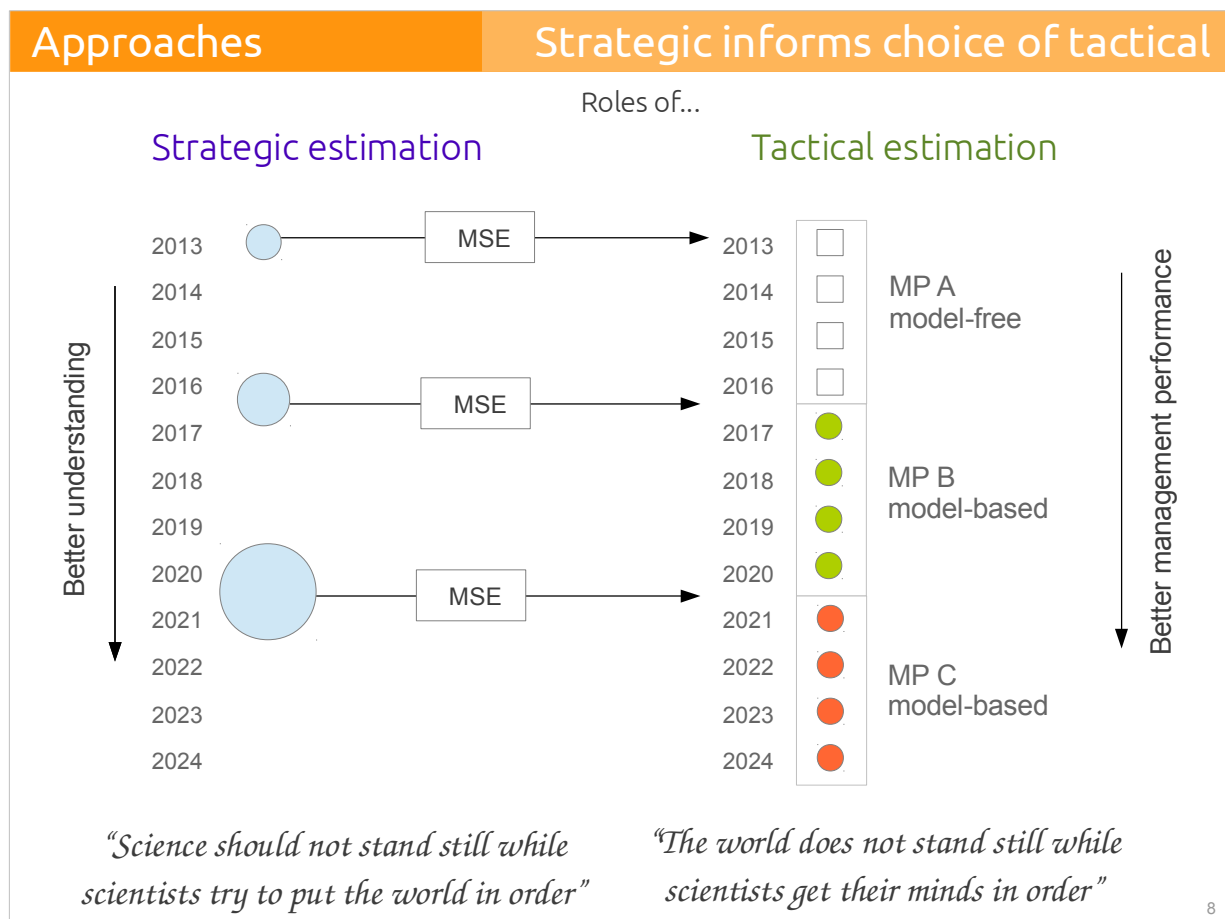 Approaches
Strategic informs choice of tactical
Roles of...
Strategic estimation
Tactical estimation
Better understanding
2013
2014
2015
2016
2017
2018
2019
2020
2021
2022
2023
2024
MSE
MSE
MSE
2013
2014
2015
2016
2017
2018
2019
2020
2021
2022
2023
2024
MP A
model-free
MP B
model-based
MP C
model-based
Better management performance
“Science should not stand still while
scientists try to put the world in order”
“The world does not stand still while
scientists get their minds in order”
8